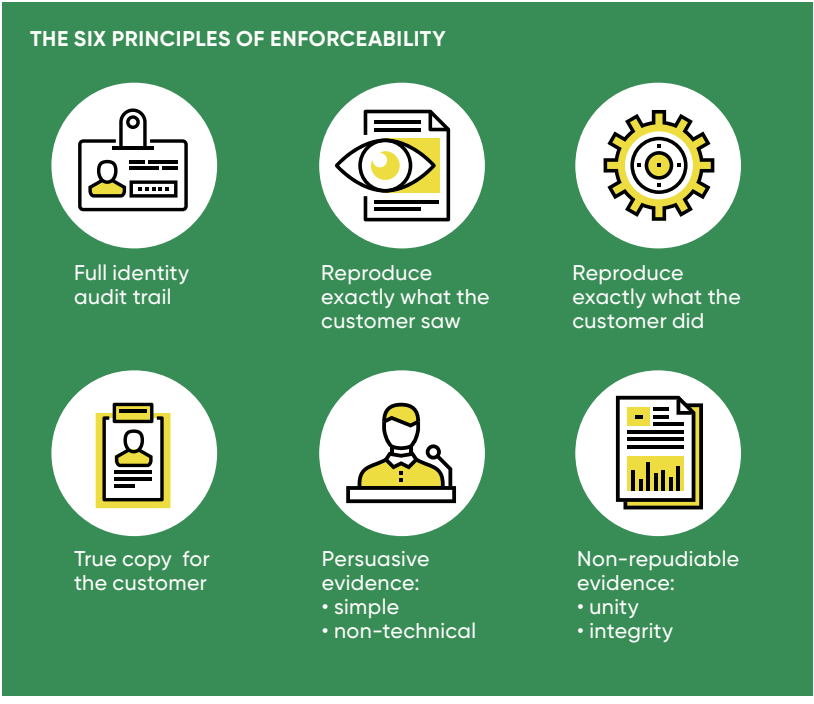 THE SIX PRINCIPLES OF ENFORCEABILITY
Full identity
audit trail
Reproduce
exactly what the
customer saw
Reproduce
exactly what the
customer did
True copy for
the customer
Persuasive
evidence:
• simple
• non-technical
Non-repudiable
evidence:
• unity
• integrity